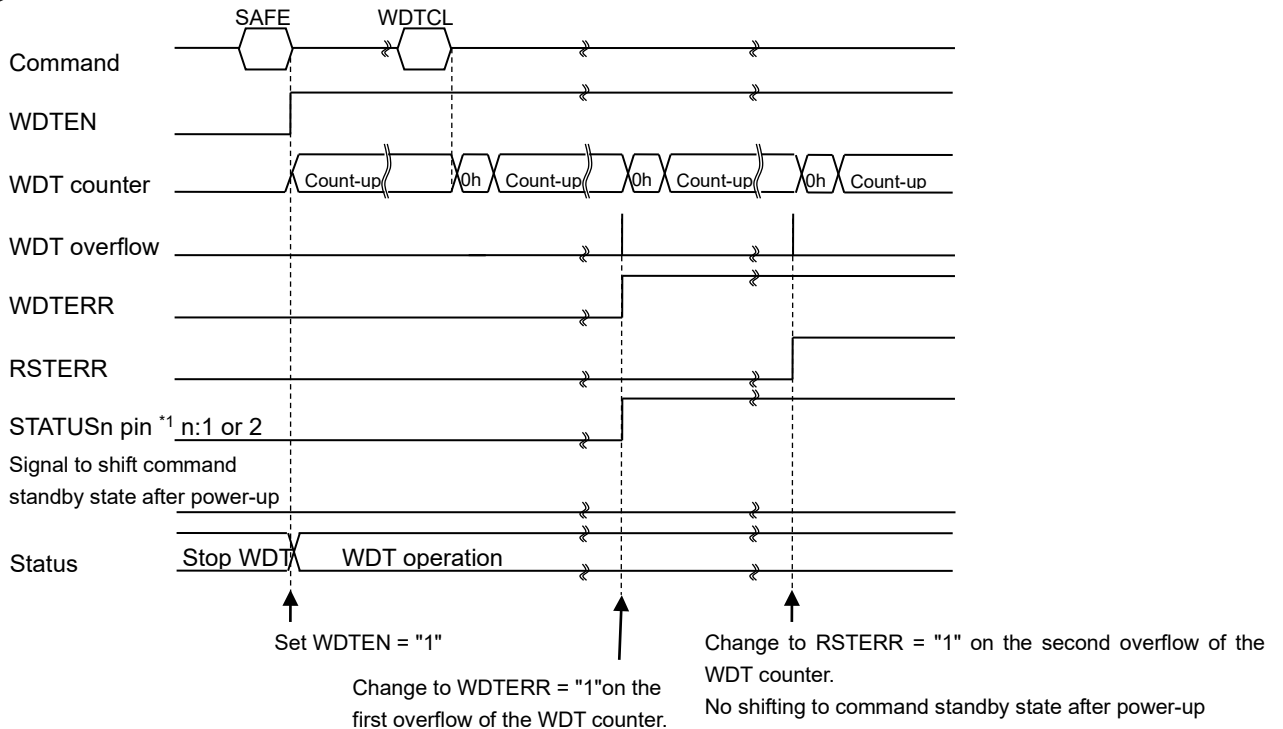 SAFE WDTCL
Command
WDTEN
WDT counter Count-up 0h Count-up 0h Count-up 0h Count-up
WDT overflow
WDTERR
RSTERR
STATUSn pin *1 n:1 or 2
Signal to shift command
standby state after power-up
Status Stop WDT WDT operation
Set WDTEN = "1"
Change to WDTERR = "1"on the
first overflow of the WDT counter.
Change to RSTERR = "1" on the second overflow of the
WDT counter.
No shifting to command standby state after power-up